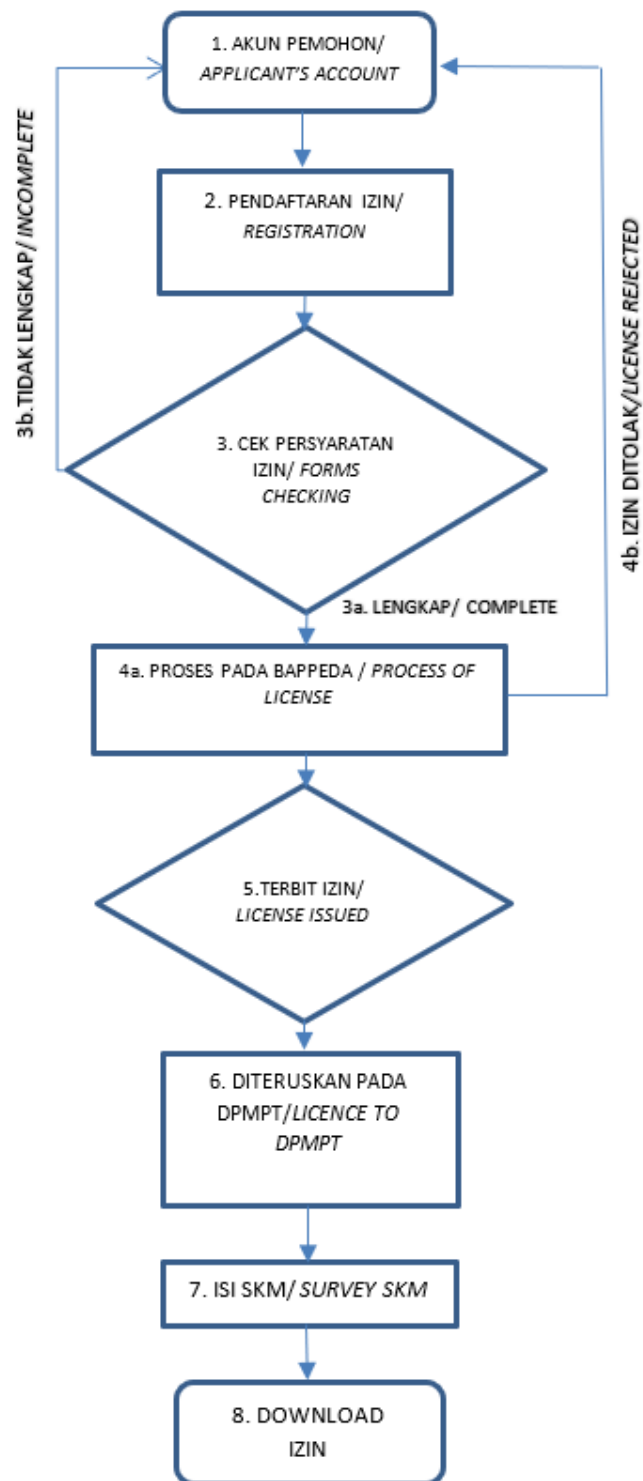 1. AKUN PEMOHON/
APPLICANT'S ACCOUNT
2. PENDAFTARAN IZIN/
REGISTRATION
3b.TIDAK LENGKAP/ INCOMPLETE
4b. IZIN DITOLAK/LICENSE REJECTED
3. CEK PERSYARATAN
IZIN/ FORMS
CHECKING
3a. LENGKAP/ COMPLETE
4a. PROSES PADA BAPPEDA / PROCESS OF
LICENSE
5.TERBIT IZIN/
LICENSE ISSUED
6. DITERUSKAN PADA
DPMPT/LICENCE TO
DPMPT
7. ISI SKM/ SURVEY SKM
8. DOWNLOAD
IZIN